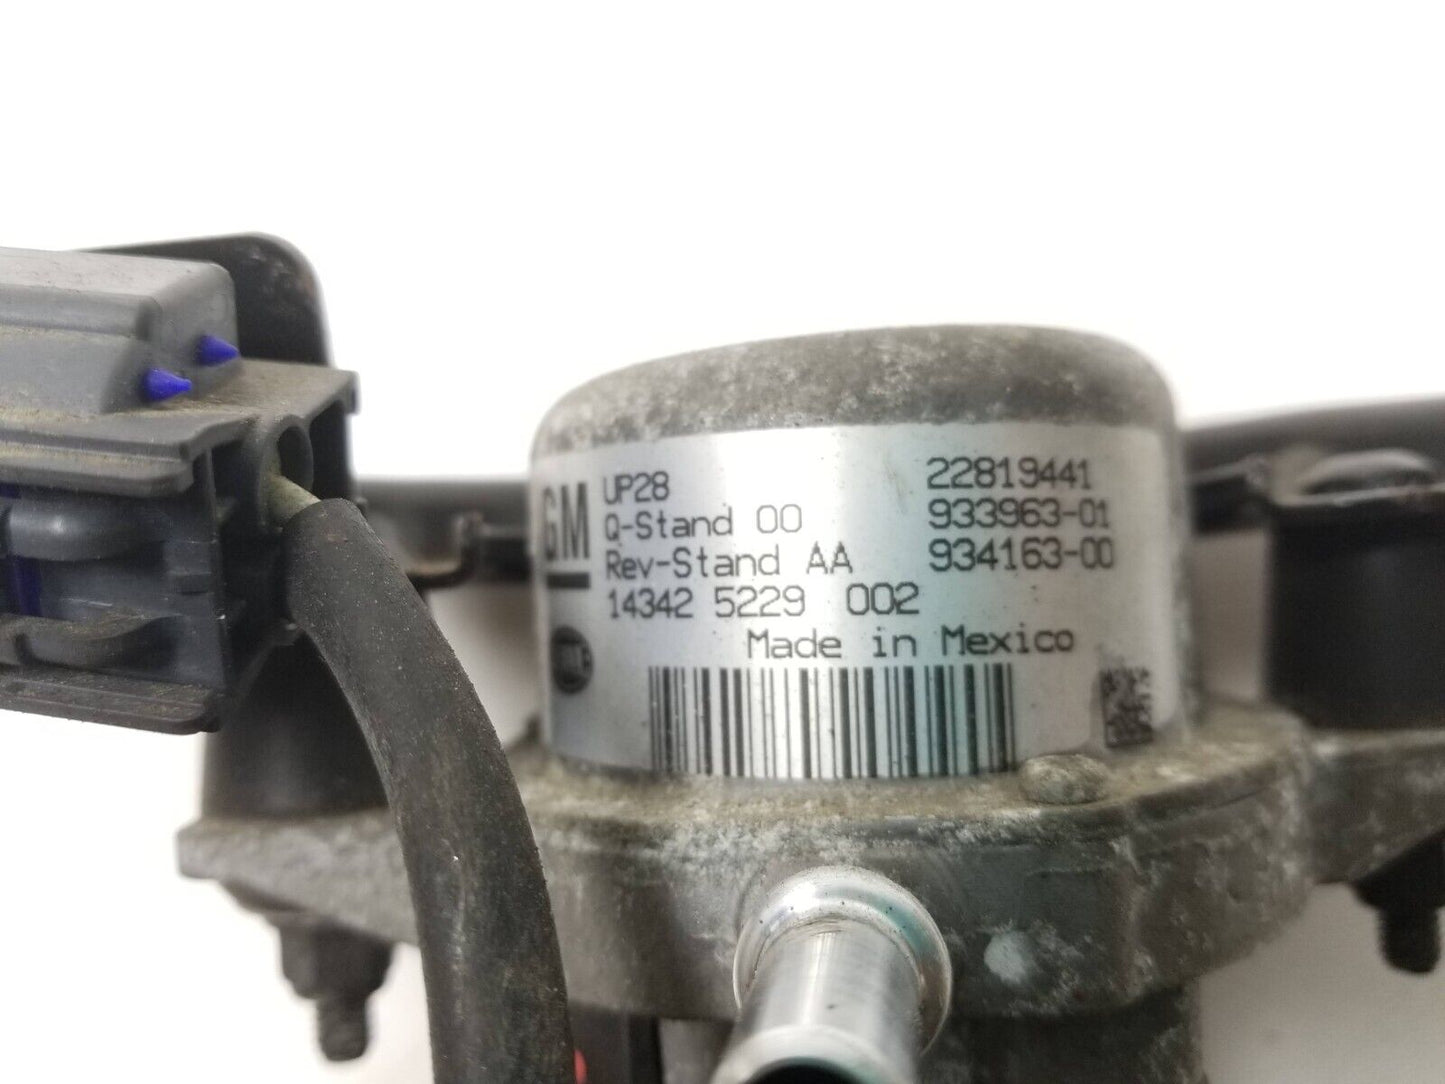 GM
UP28 22819441
Q-Stand 00 933963-01
Rev-Stand AA 934163-00
14342 5229 002
Made in Mexico